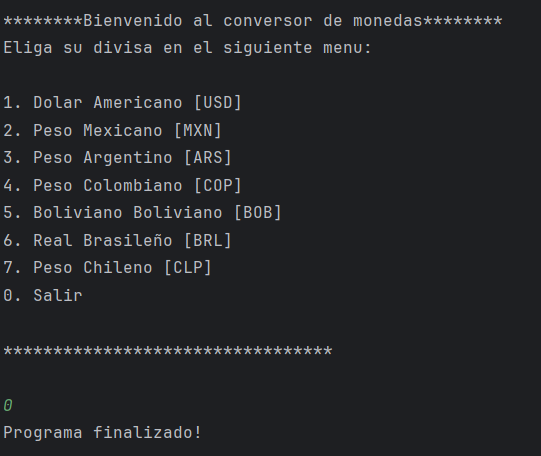 ********Bienvenido al conversor de monedas********
Eliga su divisa en el siguiente menu:
1. Dolar Americano [USD]
2. Peso Mexicano [MXN]
3. Peso Argentino [ARS]
4. Peso Colombiano [COP]
5. Boliviano Boliviano [BOB]
6. Real Brasileño [BRL]
7. Peso Chileno [CLP]
0. Salir
*********************************
0
Programa finalizado!